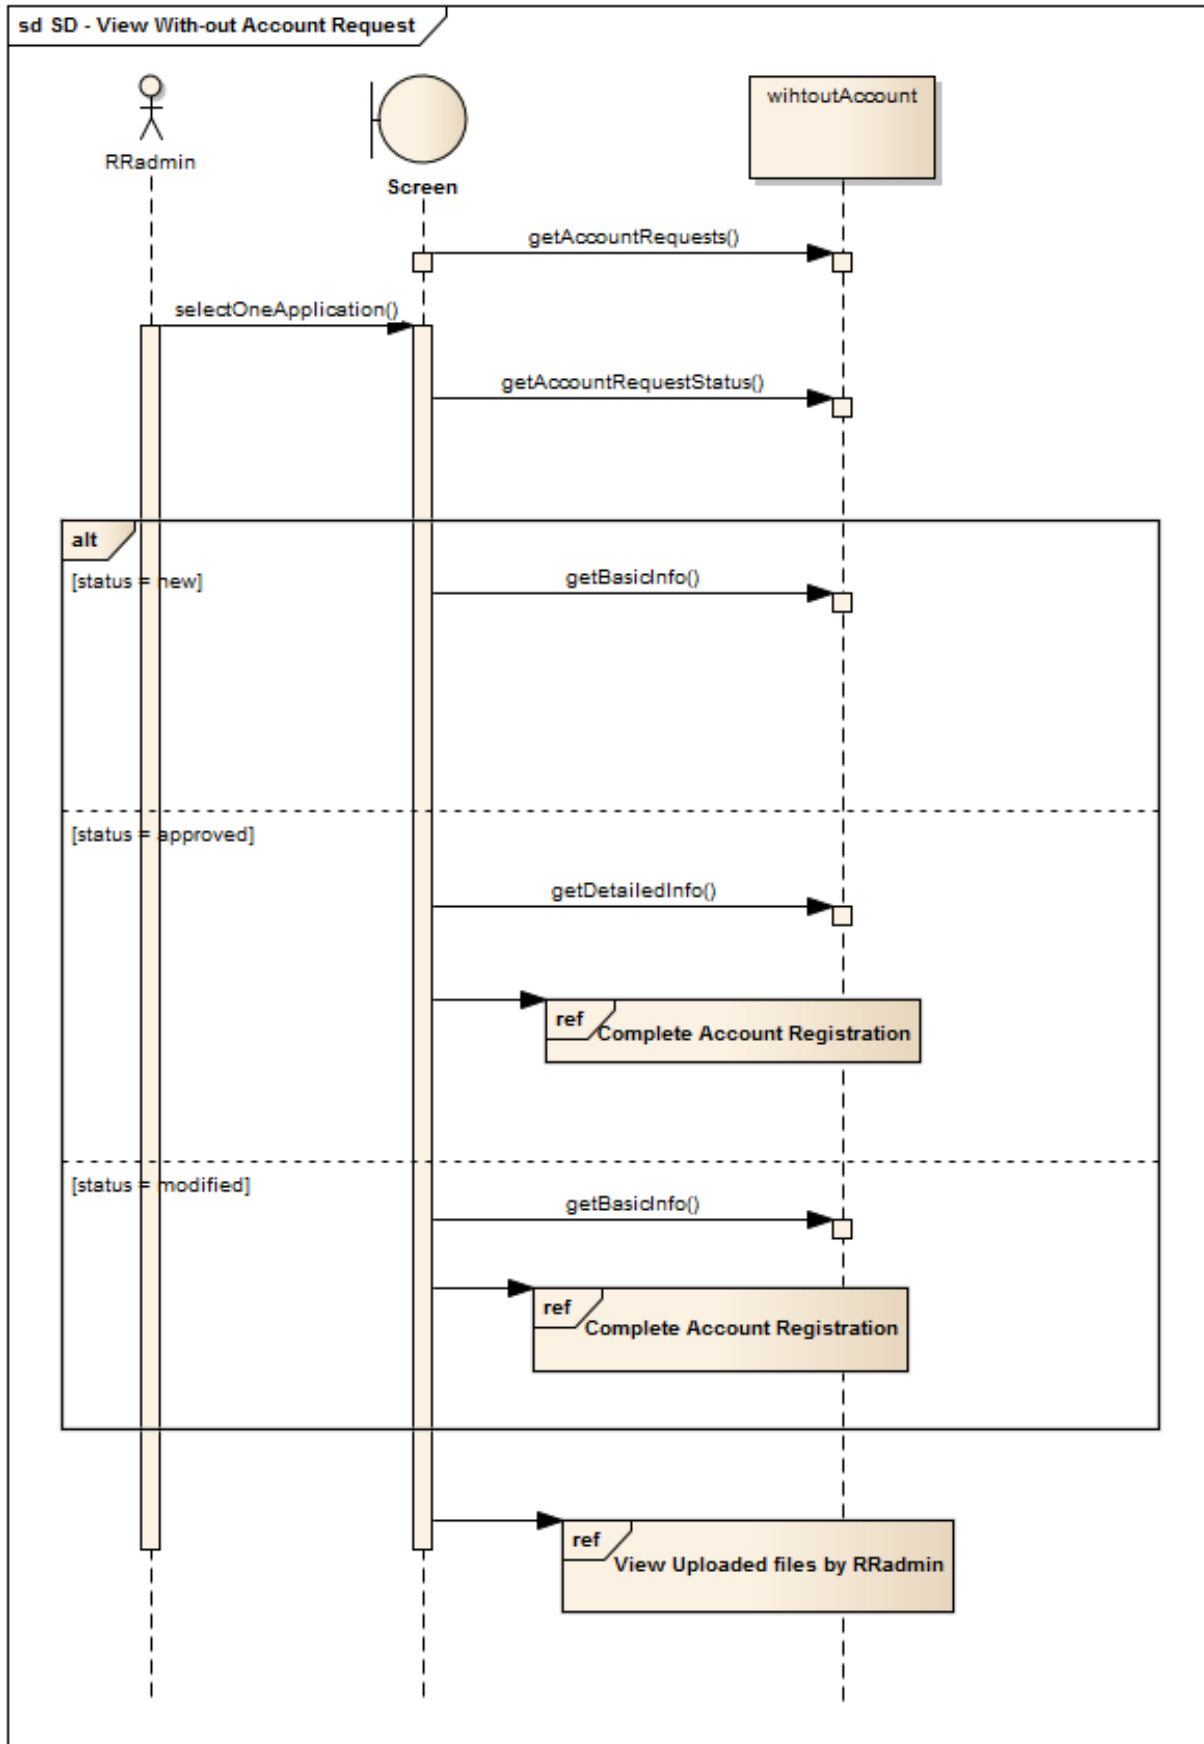 sd SD - View With-out Account Request
wihtoutAccount
RRadmin
Screen
getAccountRequests()
selectOneApplication()
getAccountRequestStatus()
alt
[status = new]
getBasicInfo()
[status = approved]
getDetailedInfo()
ref
Complete Account Registration
[status = modified]
getBasicInfo()
ref
Complete Account Registration
ref
View Uploaded files by RRadmin